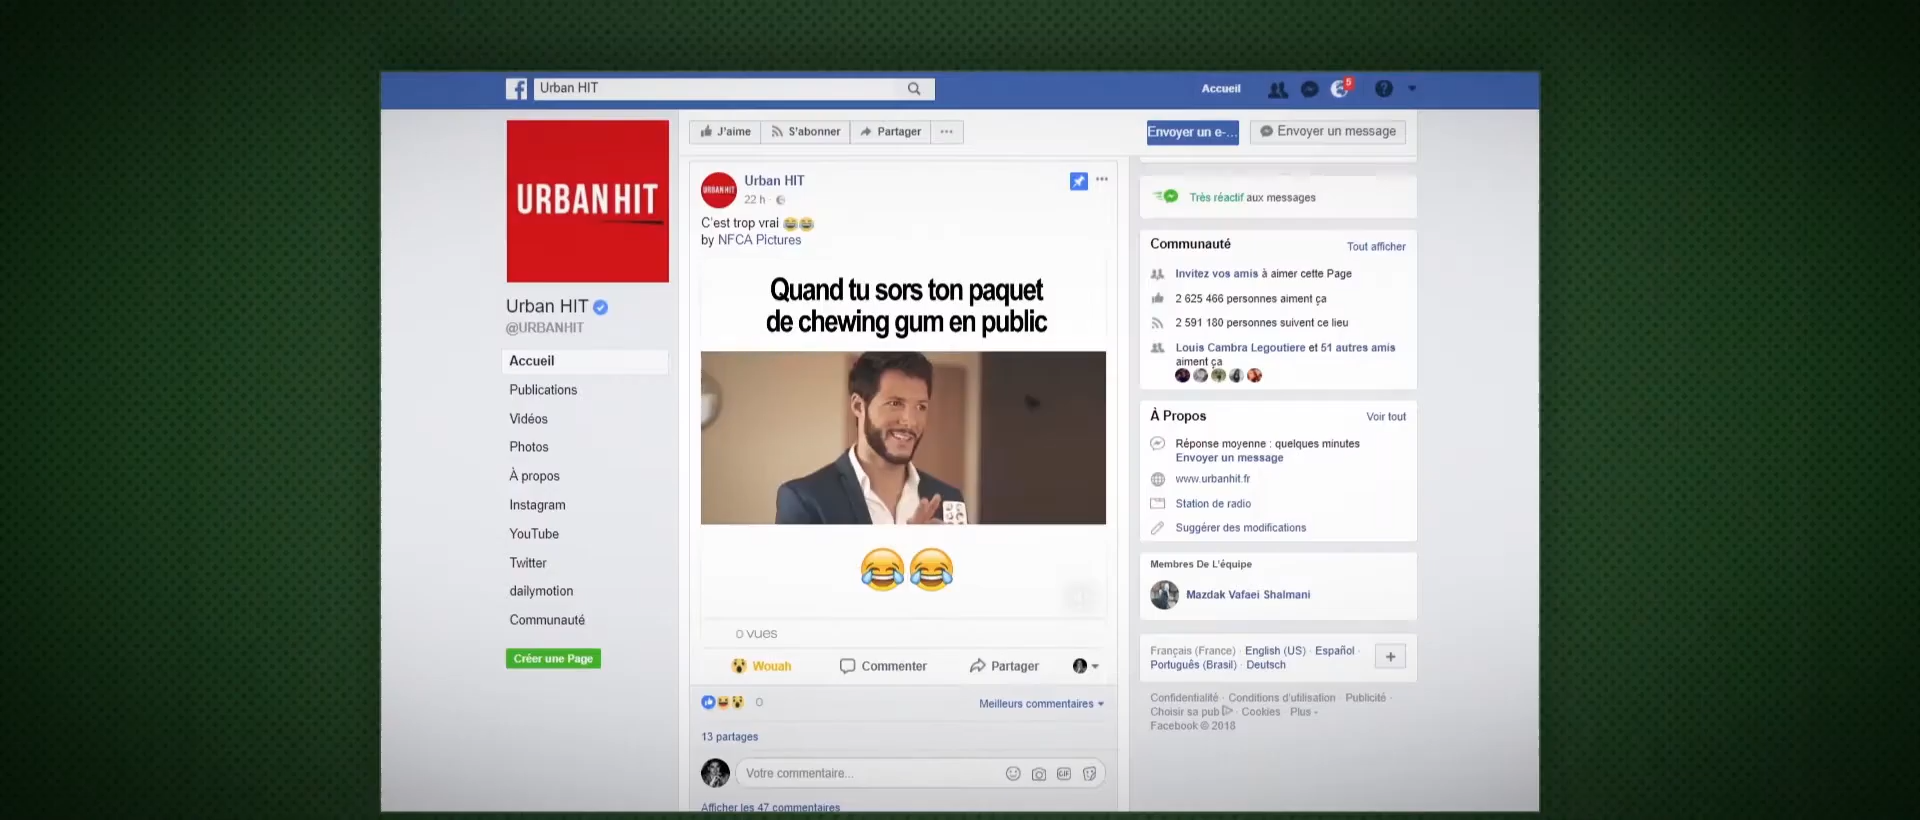 Urban HIT
Accueil
5
URBAN HIT
Urban HIT
@URBANHIT
Accueil
Publications
Vidéos
Photos
À propos
Instagram
YouTube
Twitter
dailymotion
Communauté
Créer une Page
J'aime
S'abonner
Partager
Envoyer un e-...
Envoyer un message
URBAN HIT
Urban HIT
22 h
C'est trop vrai 😂😂
by NFCA Pictures
Quand tu sors ton paquet
de chewing gum en public
😂😂
0 vues
Wouah
Commenter
Partager
0
Meilleurs commentaires
13 partages
Votre commentaire...
GIF
Afficher les 47 commentaires
Très réactif aux messages
Communauté
Tout afficher
Invitez vos amis à aimer cette Page
2 625 466 personnes aiment ça
2 591 180 personnes suivent ce lieu
Louis Cambra Legoutiere et 51 autres amis
aiment ça
À Propos
Voir tout
Réponse moyenne : quelques minutes
Envoyer un message
www.urbanhit.fr
Station de radio
Suggérer des modifications
Membres De L'équipe
Mazdak Vafaei Shalmani
Français (France) · English (US) · Español ·
Português (Brasil) · Deutsch
Confidentialité · Conditions d'utilisation · Publicité ·
Choisir sa pub · Cookies · Plus -
Facebook © 2018